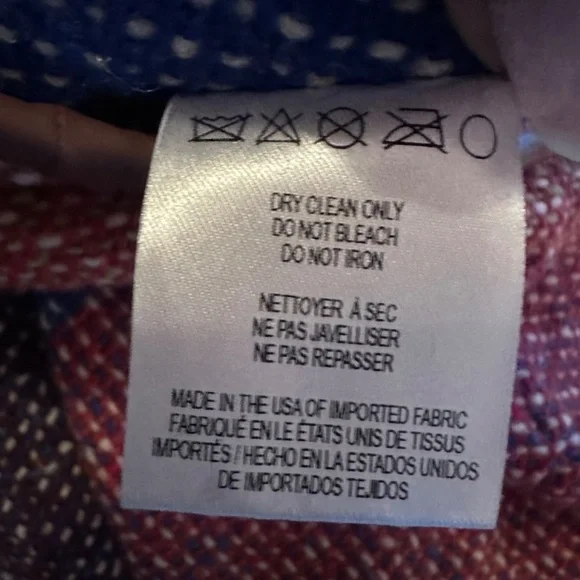 DRY CLEAN ONLY
DO NOT BLEACH
DO NOT IRON
NETTOYER À SEC
NE PAS JAVELLISER
NE PAS REPASSER
MADE IN THE USA OF IMPORTED FABRIC
FABRIQUÉ EN LE ÉTATS UNIS DE TISSUS
IMPORTÉS / HECHO EN LA ESTADOS UNIDOS
DE IMPORTADOS TEJIDOS